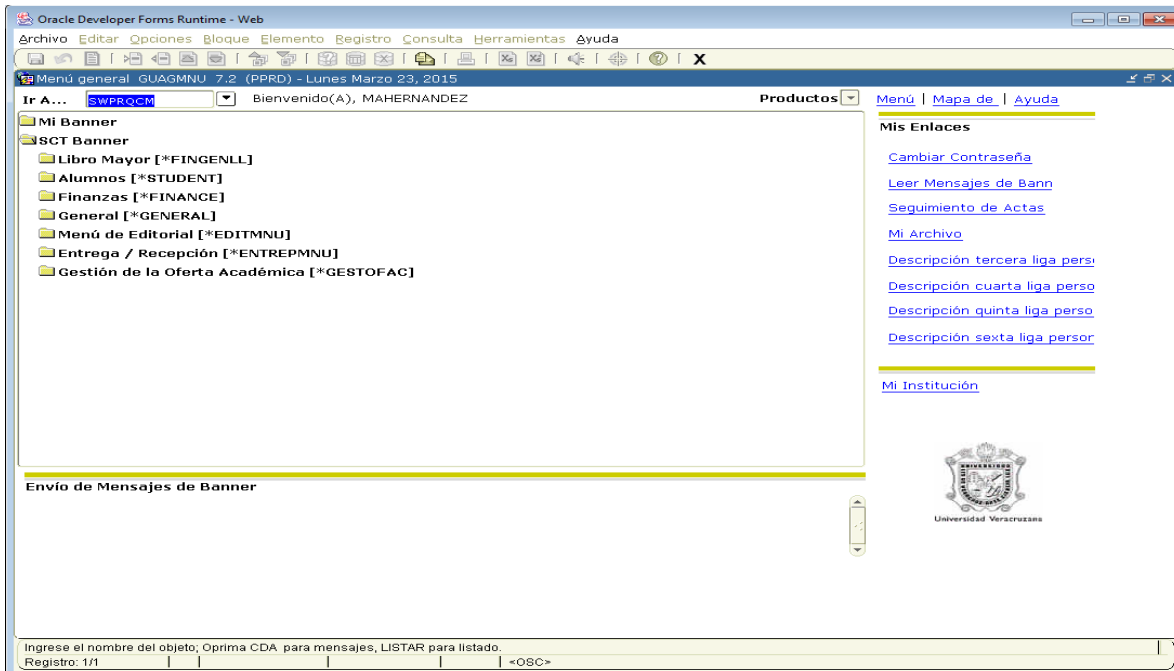 Oracle Developer Forms Runtime - Web
Archivo Editar Opciones Bloque Elemento Registro Consulta Herramientas Ayuda
Menú general GUAGMNU 7.2 (PPRD) - Lunes Marzo 23, 2015
Ir A... SWPRQCM Bienvenido(A), MAHERNANDEZ Productos Menú | Mapa de | Ayuda
Mi Banner
SCT Banner
Libro Mayor [*FINGENLL]
Alumnos [*STUDENT]
Finanzas [*FINANCE]
General [*GENERAL]
Menú de Editorial [*EDITMNU]
Entrega / Recepción [*ENTREPMNU]
Gestión de la Oferta Académica [*GESTOFAC]
Mis Enlaces
Cambiar Contraseña
Leer Mensajes de Bann
Seguimiento de Actas
Mi Archivo
Descripción tercera liga pers
Descripción cuarta liga perso
Descripción quinta liga perso
Descripción sexta liga person
Mi Institución
Universidad Veracruzana
Envío de Mensajes de Banner
Ingrese el nombre del objeto; Oprima CDA para mensajes, LISTAR para listado.
Registro: 1/1 <OSC>